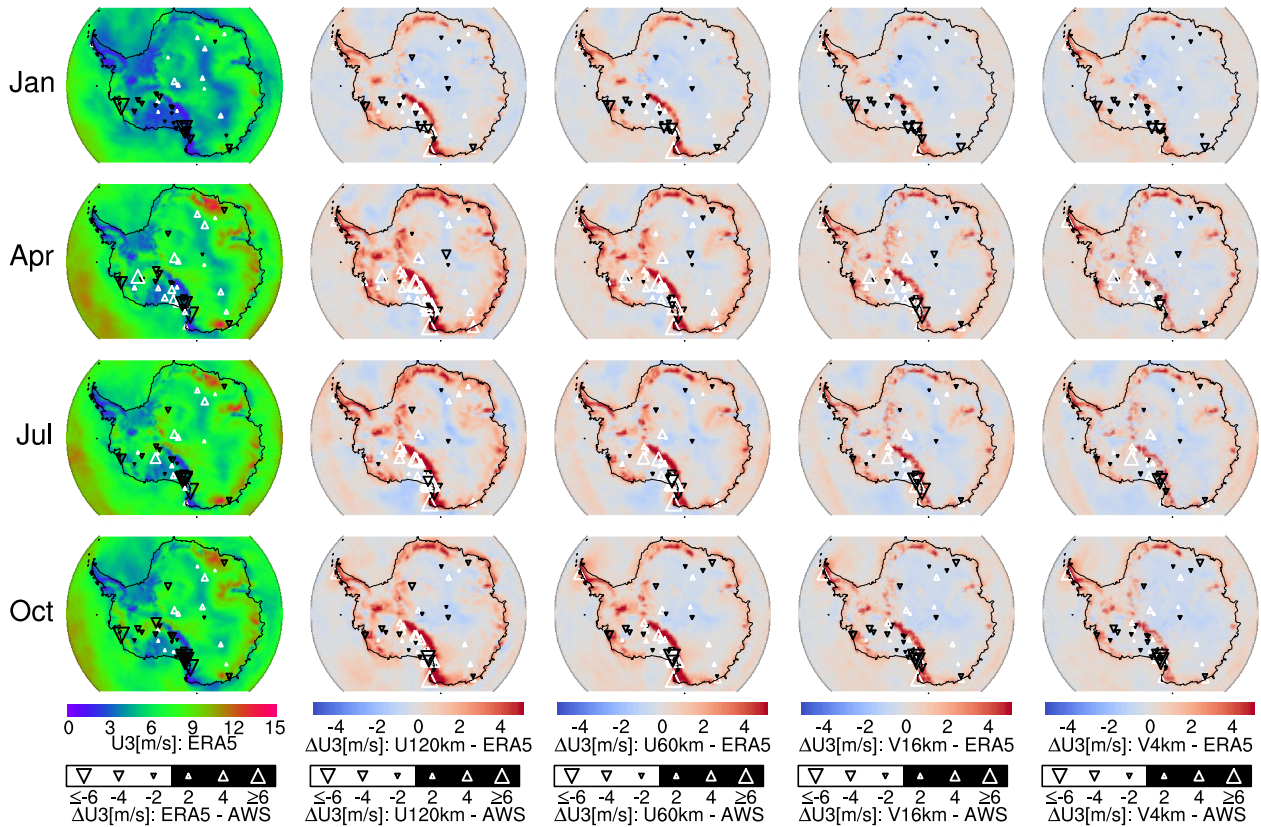 Jan
Apr
Jul
Oct
0 3 6 9 12 15
U3[m/s]: ERA5
-4 -2 0 2 4
ΔU3[m/s]: U120km - ERA5
-4 -2 0 2 4
ΔU3[m/s]: U60km - ERA5
-4 -2 0 2 4
ΔU3[m/s]: V16km - ERA5
-4 -2 0 2 4
ΔU3[m/s]: V4km - ERA5
≤-6 -4 -2 2 4 ≥6
ΔU3[m/s]: ERA5 - AWS
≤-6 -4 -2 2 4 ≥6
ΔU3[m/s]: U120km - AWS
≤-6 -4 -2 2 4 ≥6
ΔU3[m/s]: U60km - AWS
≤-6 -4 -2 2 4 ≥6
ΔU3[m/s]: V16km - AWS
≤-6 -4 -2 2 4 ≥6
ΔU3[m/s]: V4km - AWS